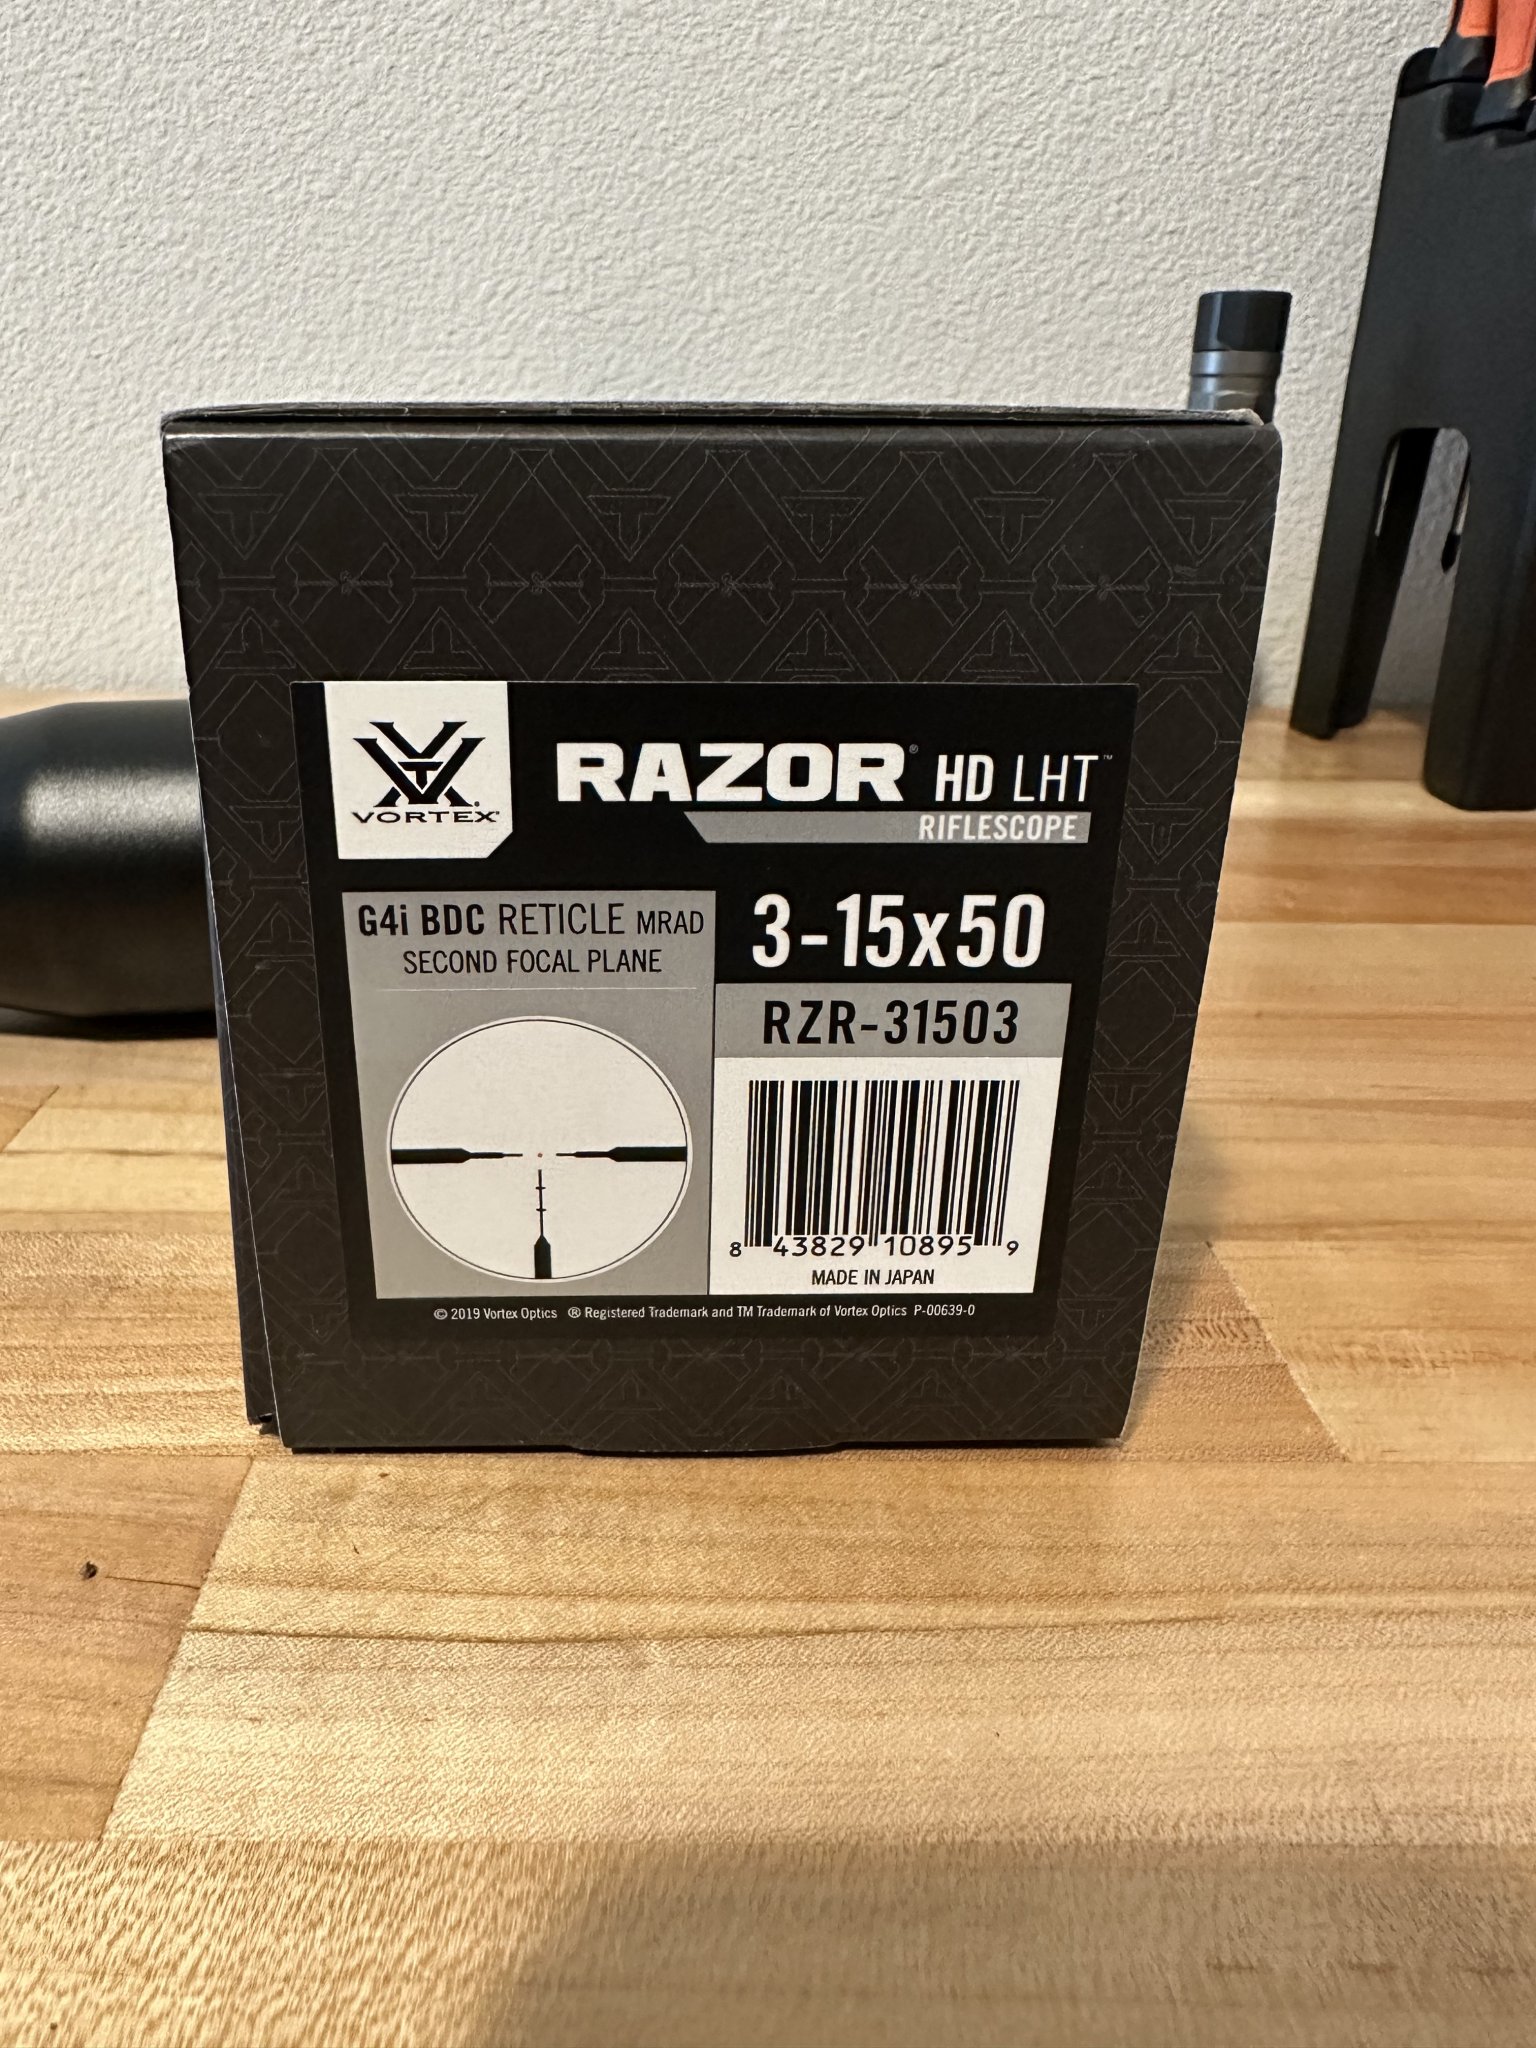 VORTEX®
RAZOR® HD LHT™
RIFLESCOPE
G4i BDC RETICLE MRAD
SECOND FOCAL PLANE
3-15x50
RZR-31503
8 43829 10895 9
MADE IN JAPAN
© 2019 Vortex Optics ® Registered Trademark and TM Trademark of Vortex Optics P-00639-0